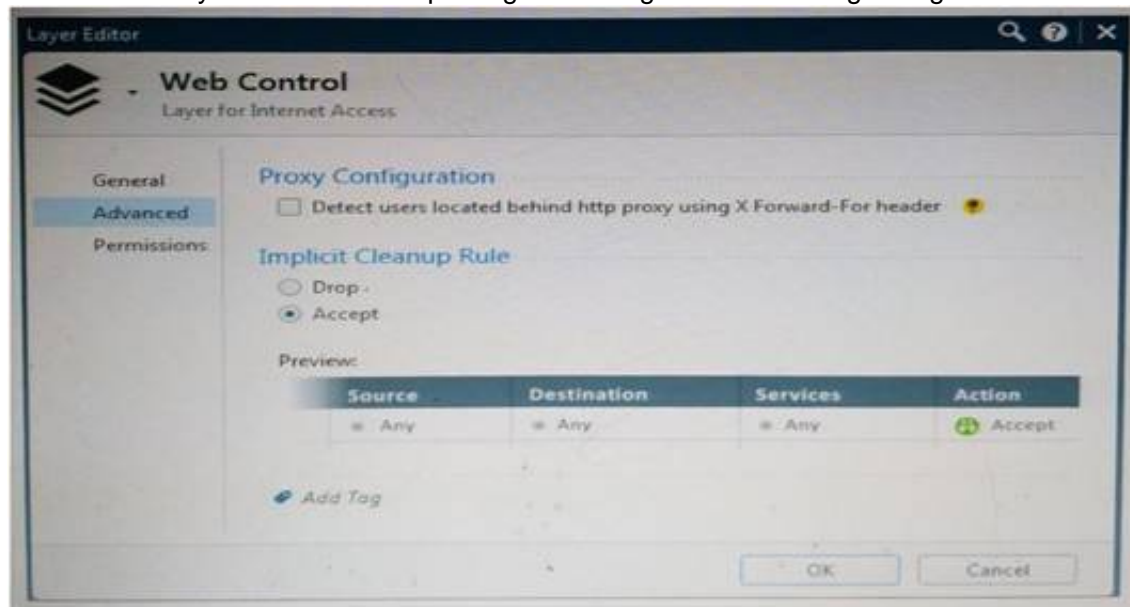 Layer Editor
Web Control
Layer for Internet Access
General
Advanced
Permissions
Proxy Configuration
Detect users located behind http proxy using X Forward-For header
Implicit Cleanup Rule
Drop
Accept
Preview:
Source Destination Services Action
Any Any Any Accept
Add Tag
OK Cancel